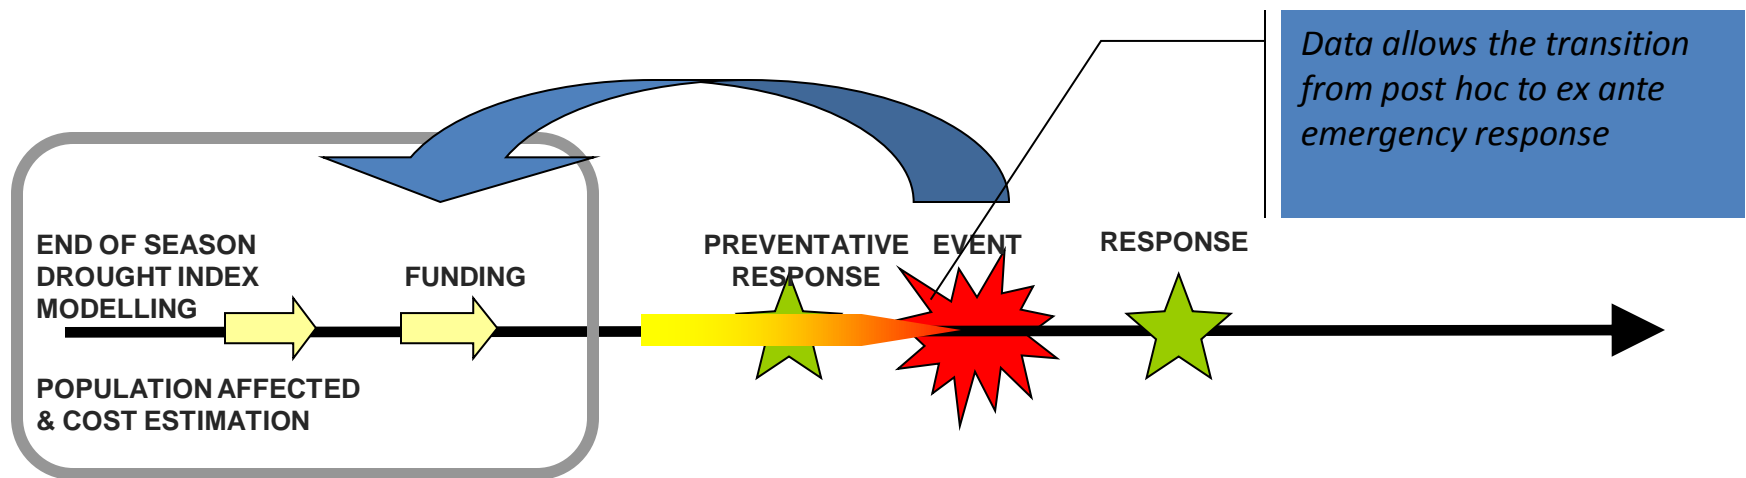 Data allows the transition
from post hoc to ex ante
emergency response
END OF SEASON
DROUGHT INDEX
MODELLING
FUNDING
PREVENTATIVE
RESPONSE
EVENT
RESPONSE
POPULATION AFFECTED
& COST ESTIMATION